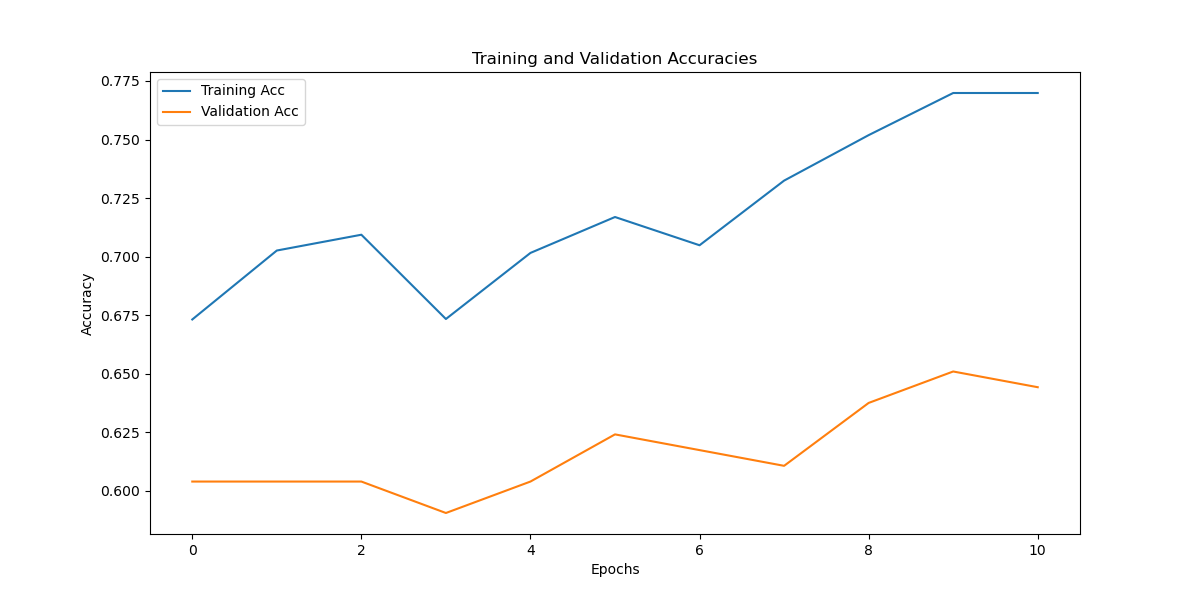 Training and Validation Accuracies
Training Acc
Validation Acc
0.775
0.750
0.725
0.700
0.675
0.650
0.625
0.600
Accuracy
0 2 4 6 8 10
Epochs